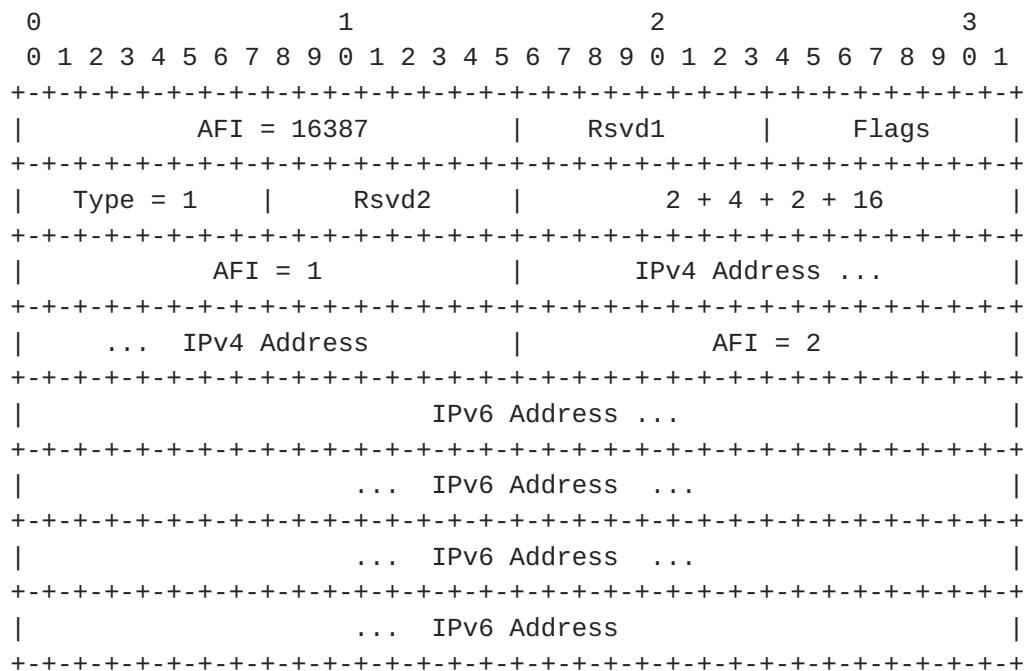 0                   1                   2                   3
 0 1 2 3 4 5 6 7 8 9 0 1 2 3 4 5 6 7 8 9 0 1 2 3 4 5 6 7 8 9 0 1
+-+-+-+-+-+-+-+-+-+-+-+-+-+-+-+-+-+-+-+-+-+-+-+-+-+-+-+-+-+-+-+-+
|           AFI = 16387         |    Rsvd1      |     Flags     |
+-+-+-+-+-+-+-+-+-+-+-+-+-+-+-+-+-+-+-+-+-+-+-+-+-+-+-+-+-+-+-+-+
|   Type = 1    |     Rsvd2     |         2 + 4 + 2 + 16        |
+-+-+-+-+-+-+-+-+-+-+-+-+-+-+-+-+-+-+-+-+-+-+-+-+-+-+-+-+-+-+-+-+
|            AFI = 1            |       IPv4 Address ...        |
+-+-+-+-+-+-+-+-+-+-+-+-+-+-+-+-+-+-+-+-+-+-+-+-+-+-+-+-+-+-+-+-+
|     ...  IPv4 Address         |            AFI = 2            |
+-+-+-+-+-+-+-+-+-+-+-+-+-+-+-+-+-+-+-+-+-+-+-+-+-+-+-+-+-+-+-+-+
|                          IPv6 Address ...                     |
+-+-+-+-+-+-+-+-+-+-+-+-+-+-+-+-+-+-+-+-+-+-+-+-+-+-+-+-+-+-+-+-+
|                     ...  IPv6 Address  ...                    |
+-+-+-+-+-+-+-+-+-+-+-+-+-+-+-+-+-+-+-+-+-+-+-+-+-+-+-+-+-+-+-+-+
|                     ...  IPv6 Address  ...                    |
+-+-+-+-+-+-+-+-+-+-+-+-+-+-+-+-+-+-+-+-+-+-+-+-+-+-+-+-+-+-+-+-+
|                     ...  IPv6 Address                         |
+-+-+-+-+-+-+-+-+-+-+-+-+-+-+-+-+-+-+-+-+-+-+-+-+-+-+-+-+-+-+-+-+